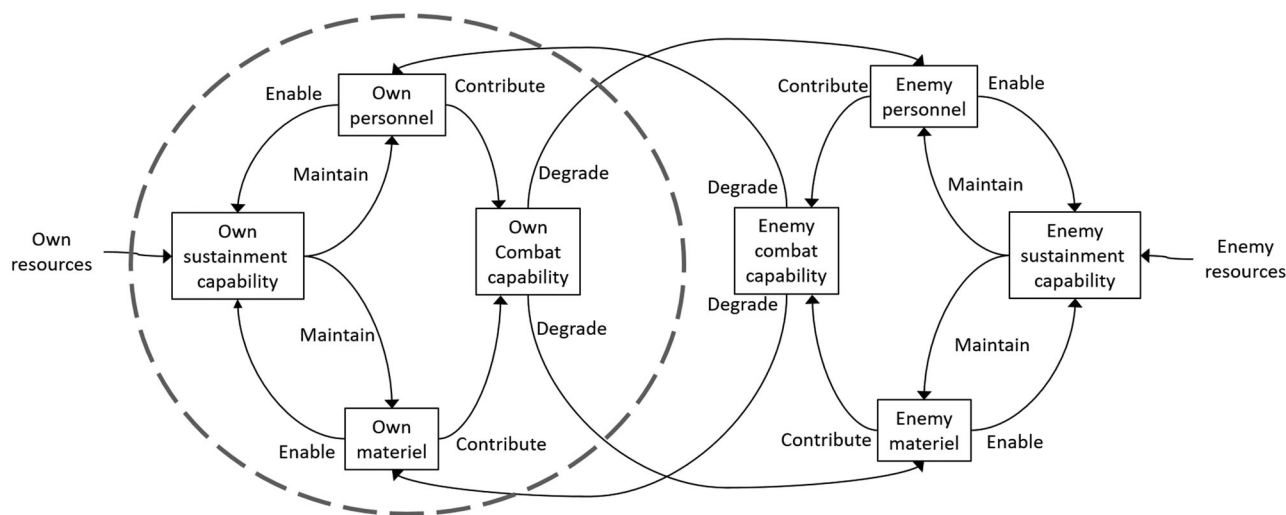 Enable
Own
personnel
Contribute
Maintain
Own
resources
Own
sustainment
capability
Own
Combat
capability
Maintain
Enable
Own
materiel
Contribute
Degrade
Degrade
Degrade
Enemy
combat
capability
Degrade
Contribute
Enemy
personnel
Enable
Maintain
Enemy
sustainment
capability
Enemy
resources
Maintain
Contribute
Enemy
materiel
Enable